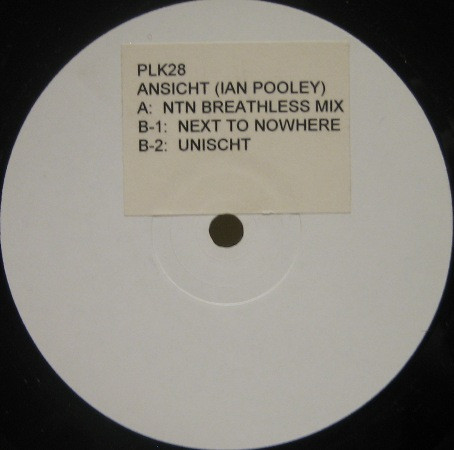 PLK28
ANSICHT (IAN POOLEY)
A: NTN BREATHLESS MIX
B-1: NEXT TO NOWHERE
B-2: UNISCHT